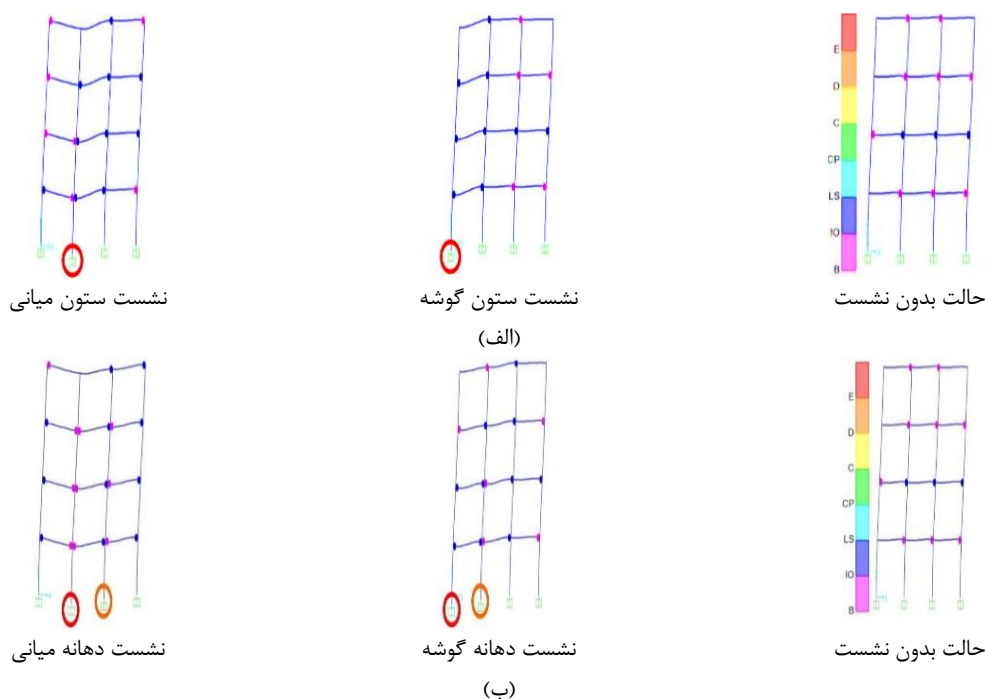 E
D
C
CP
LS
IO
B
حالت بدون نشست
نشست ستون گوشه
نشست ستون میانی
(الف)
E
D
C
CP
LS
IO
B
حالت بدون نشست
نشست دهانه گوشه
نشست دهانه میانی
(ب)